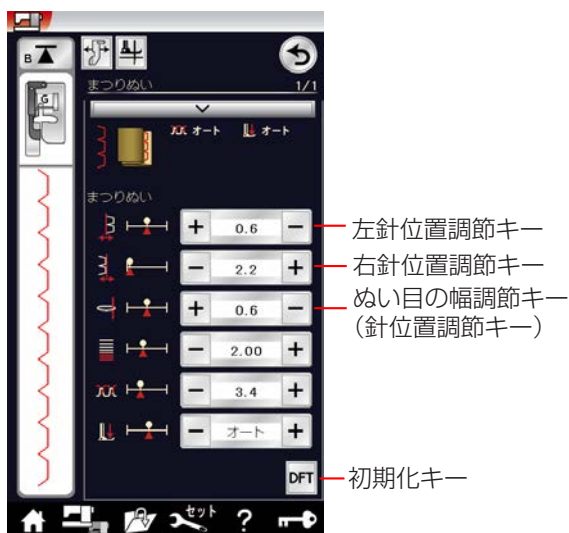 B
1/1
まつりぬい
G
オート オート
まつりぬい
+ 0.6 − 左針位置調節キー
− 2.2 + 右針位置調節キー
+ 0.6 − ぬい目の幅調節キー
（針位置調節キー）
− 2.00 +
− 3.4 +
− オート +
DFT 初期化キー
セット ?